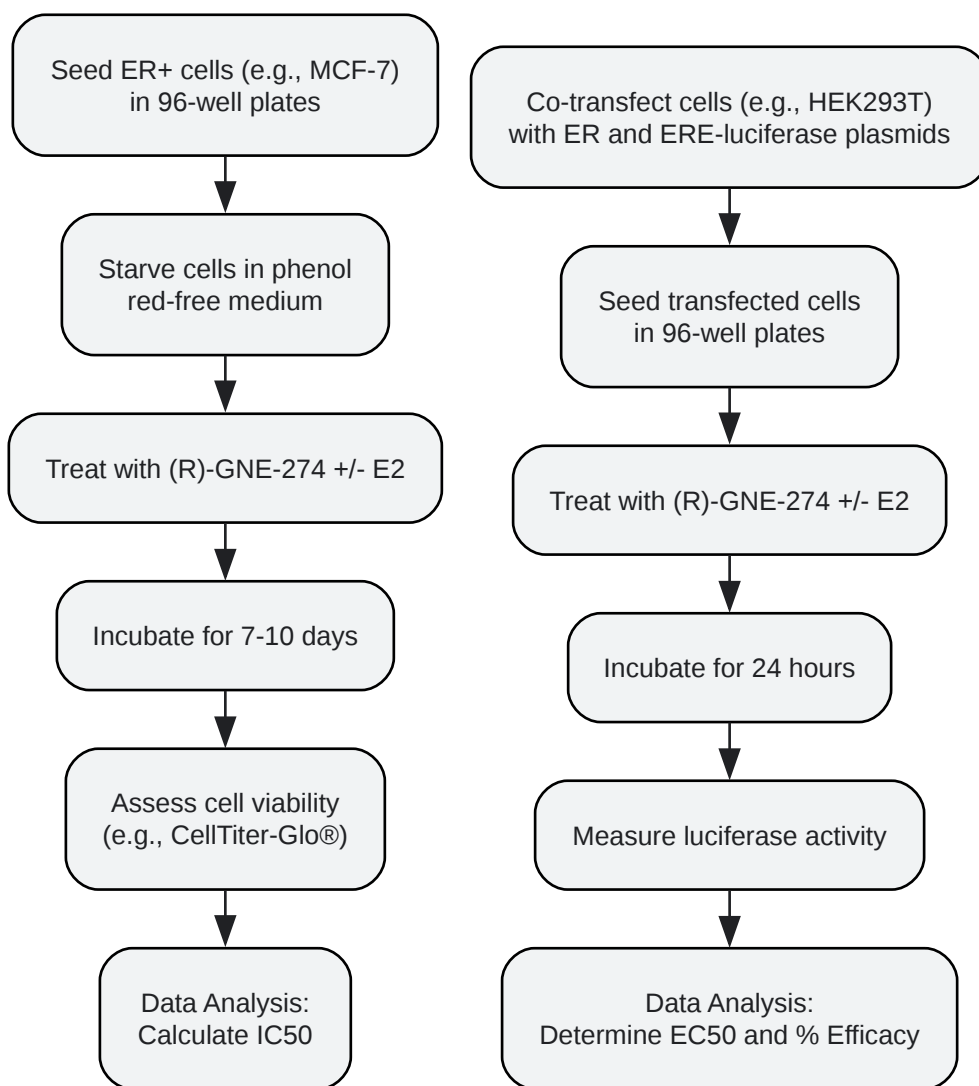 Seed ER+ cells (e.g., MCF-7)
in 96-well plates
Starve cells in phenol
red-free medium
Treat with (R)-GNE-274 +/- E2
Incubate for 7-10 days
Assess cell viability
(e.g., CellTiter-Glo®)
Data Analysis:
Calculate IC50
Co-transfect cells (e.g., HEK293T)
with ER and ERE-luciferase plasmids
Seed transfected cells
in 96-well plates
Treat with (R)-GNE-274 +/- E2
Incubate for 24 hours
Measure luciferase activity
Data Analysis:
Determine EC50 and % Efficacy